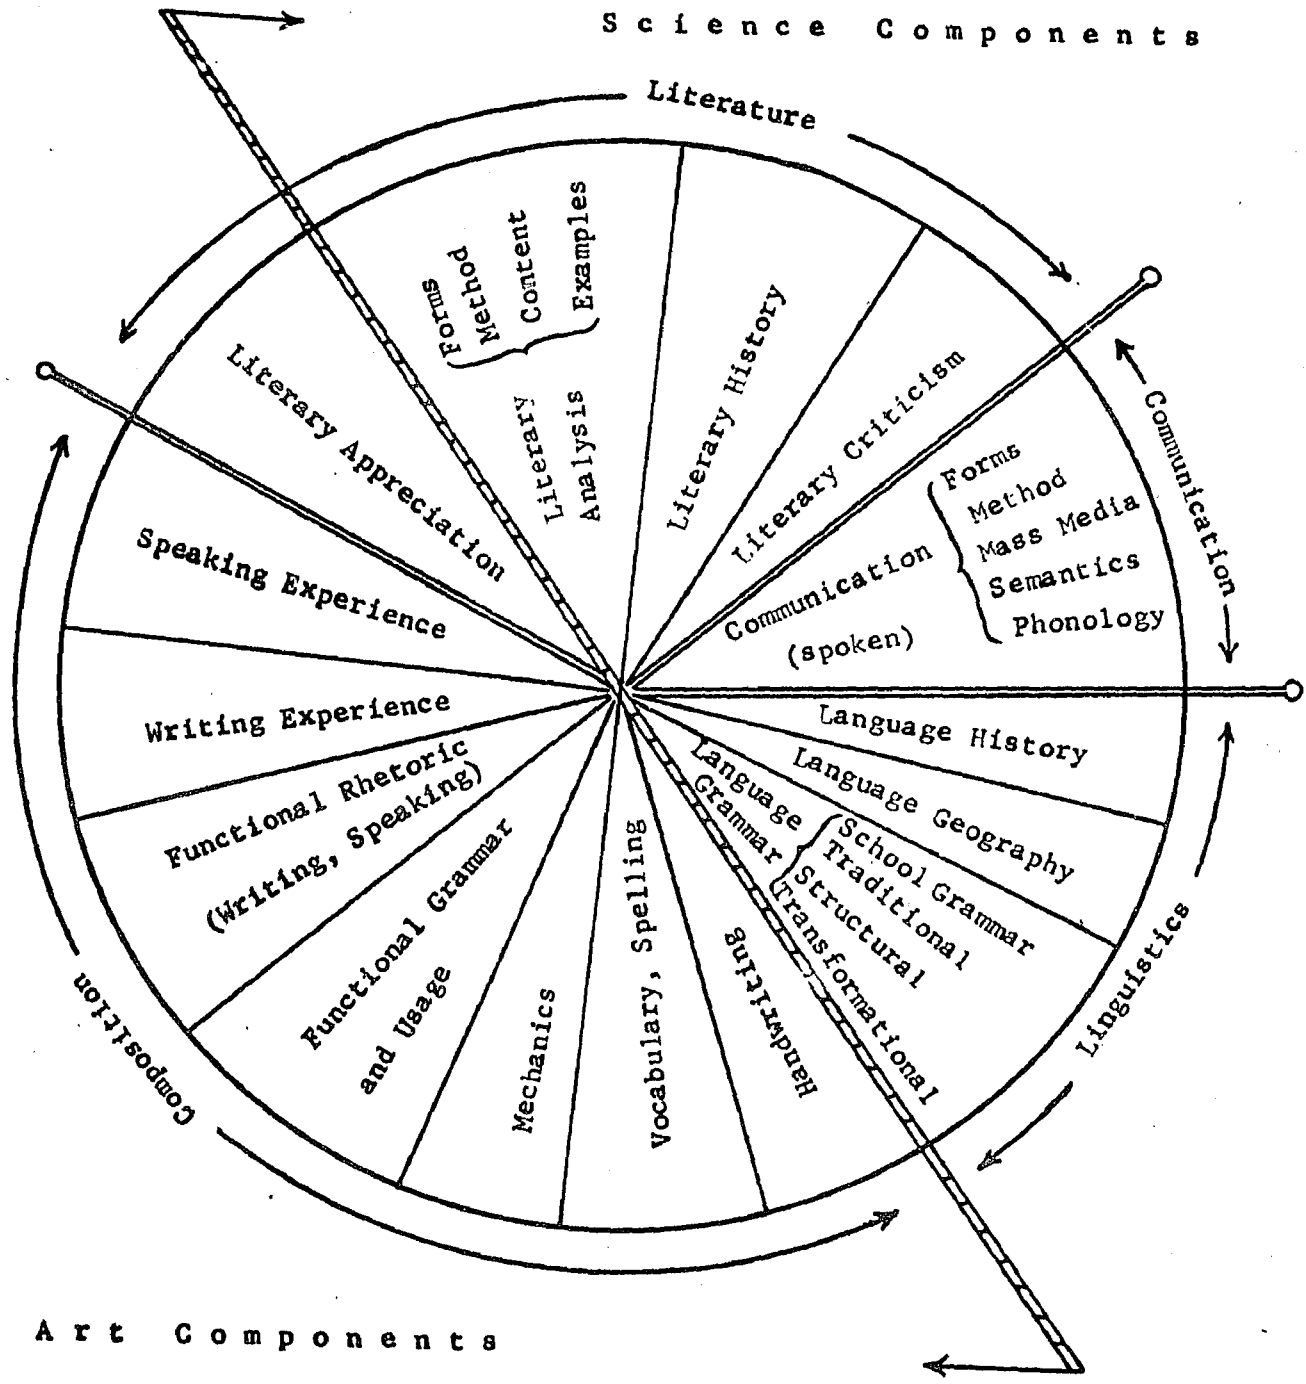 Science Components
Literature
Forms
Method
Content
Examples
Literary
Analysis
Literary History
Literary Criticism
Literary Appreciation
Communication
Communication
(spoken)
Forms
Method
Mass Media
Semantics
Phonology
Speaking Experience
Writing Experience
Functional Rhetoric
(Writing, Speaking)
Functional Grammar
and Usage
Mechanics
Vocabulary, Spelling
Handwriting
Language History
Language Geography
Language
Grammar
School Grammar
Traditional
Structural
Transformational
Linguistics
Composition
Art Components